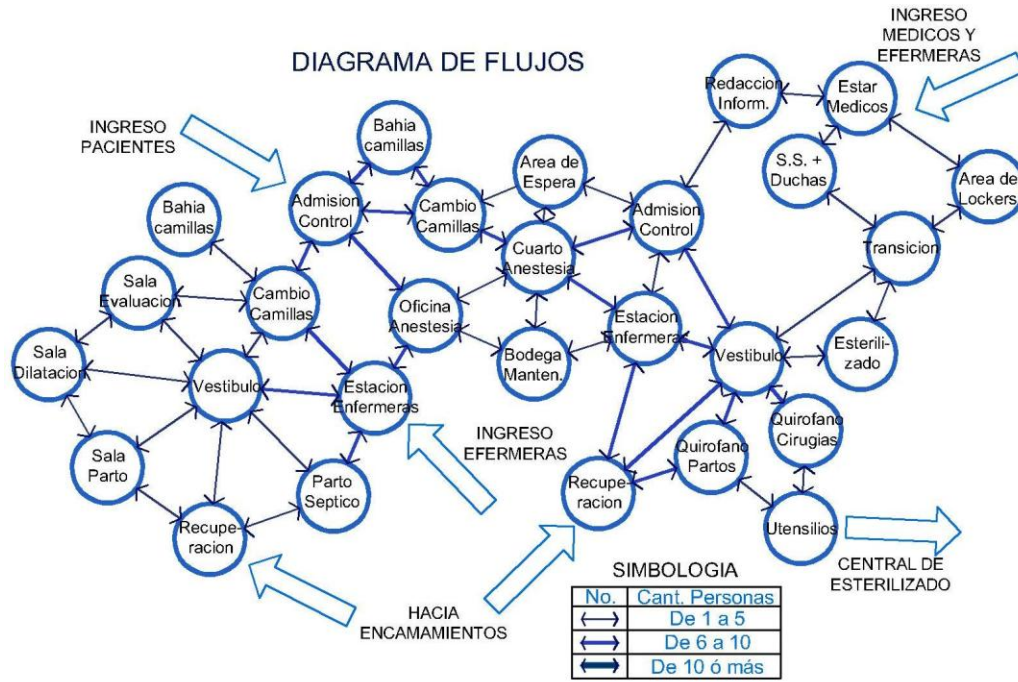 DIAGRAMA DE FLUJOS
INGRESO
PACIENTES
INGRESO
MEDICOS Y
EFERMERAS
Redaccion
Inform.
Estar
Medicos
Bahia
camillas
Area de
Espera
S.S. +
Duchas
Area de
Lockers
Bahia
camillas
Admision
Control
Cambio
Camillas
Admision
Control
Transicion
Cuarto
Anestesia
Sala
Evaluacion
Cambio
Camillas
Oficina
Anestesia
Estacion
Enfermeras
Sala
Dilatacion
Vestibulo
Estacion
Enfermeras
Bodega
Manten.
Vestibulo
Esterili-
zado
Sala
Parto
Parto
Septico
INGRESO
EFERMERAS
Recupe-
racion
Quirofano
Partos
Quirofano
Cirugias
Recupe-
racion
Utensilios
HACIA
ENCAMAMIENTOS
CENTRAL DE
ESTERILIZADO
SIMBOLOGIA
No. Cant. Personas
De 1 a 5
De 6 a 10
De 10 ó más